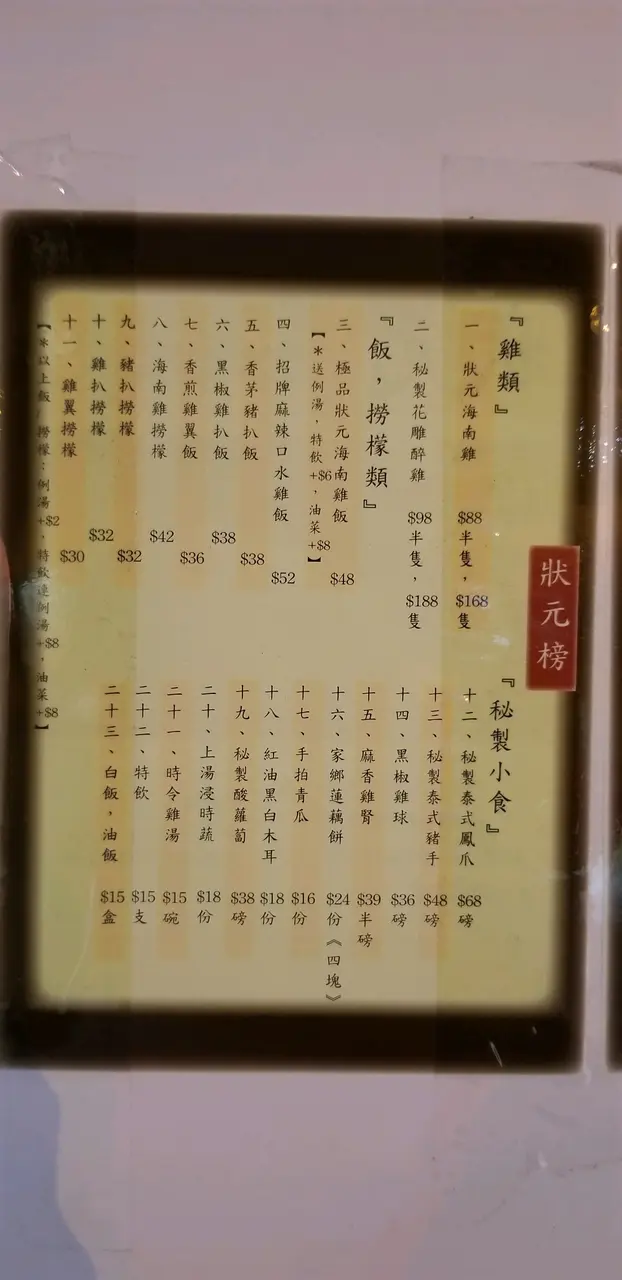 狀元榜
『雞類』
一、狀元海南雞 $88半隻，$168隻
二、秘製花雕醉雞 $98半隻，$188隻
『飯，撈檬類』
三、極品狀元海南雞飯 $48
【*送例湯，特飲+$6，油菜+$8】
四、招牌麻辣口水雞飯 $52
五、香茅豬扒飯 $38
六、黑椒雞扒飯 $38
七、香煎雞翼飯 $36
八、海南雞撈檬 $42
九、豬扒撈檬 $32
十、雞扒撈檬 $32
十一、雞翼撈檬 $30
【*以上飯/撈檬：例湯+$2，特飲連例湯+$8，油菜+$8】
『秘製小食』
十二、秘製泰式鳳爪 $68磅
十三、秘製泰式豬手 $48磅
十四、黑椒雞球 $36磅
十五、麻香雞腎 $39半磅
十六、家鄉蓮藕餅 $24份《四塊》
十七、手拍青瓜 $16份
十八、紅油黑白木耳 $18份
十九、秘製酸蘿蔔 $38磅
二十、上湯浸時蔬 $18份
二十一、時令雞湯 $15碗
二十二、特飲 $15支
二十三、白飯，油飯 $15盒